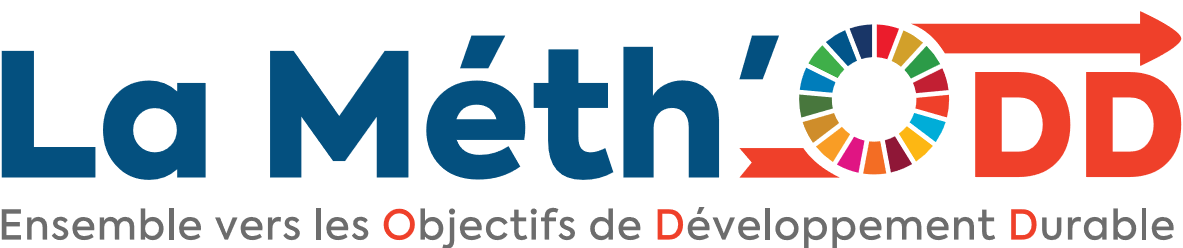 La Méth'ODD
Ensemble vers les Objectifs de Développement Durable